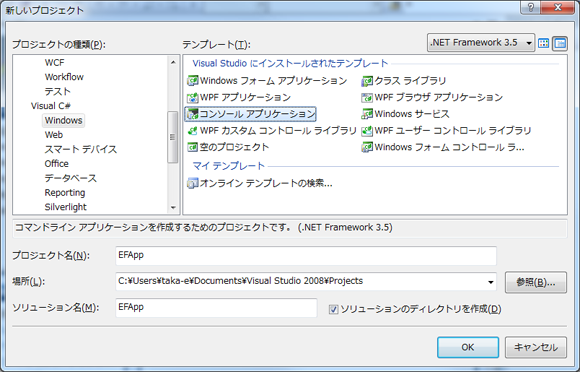 新しいプロジェクト
プロジェクトの種類(P):
テンプレート(T):
.NET Framework 3.5
WCF
Workflow
テスト
Visual C#
Windows
Web
スマート デバイス
Office
データベース
Reporting
Silverlight
Visual Studio にインストールされたテンプレート
Windows フォーム アプリケーション
クラス ライブラリ
WPF アプリケーション
WPF ブラウザ アプリケーション
コンソール アプリケーション
Windows サービス
WPF カスタム コントロール ライブラリ
WPF ユーザー コントロール ライブラリ
空のプロジェクト
Windows フォーム コントロール ラ...
マイ テンプレート
オンライン テンプレートの検索...
コマンドライン アプリケーションを作成するためのプロジェクトです。 (.NET Framework 3.5)
プロジェクト名(N):
EFApp
場所(L):
C:¥Users¥taka-e¥Documents¥Visual Studio 2008¥Projects
参照(B)...
ソリューション名(M):
EFApp
ソリューションのディレクトリを作成(D)
OK
キャンセル